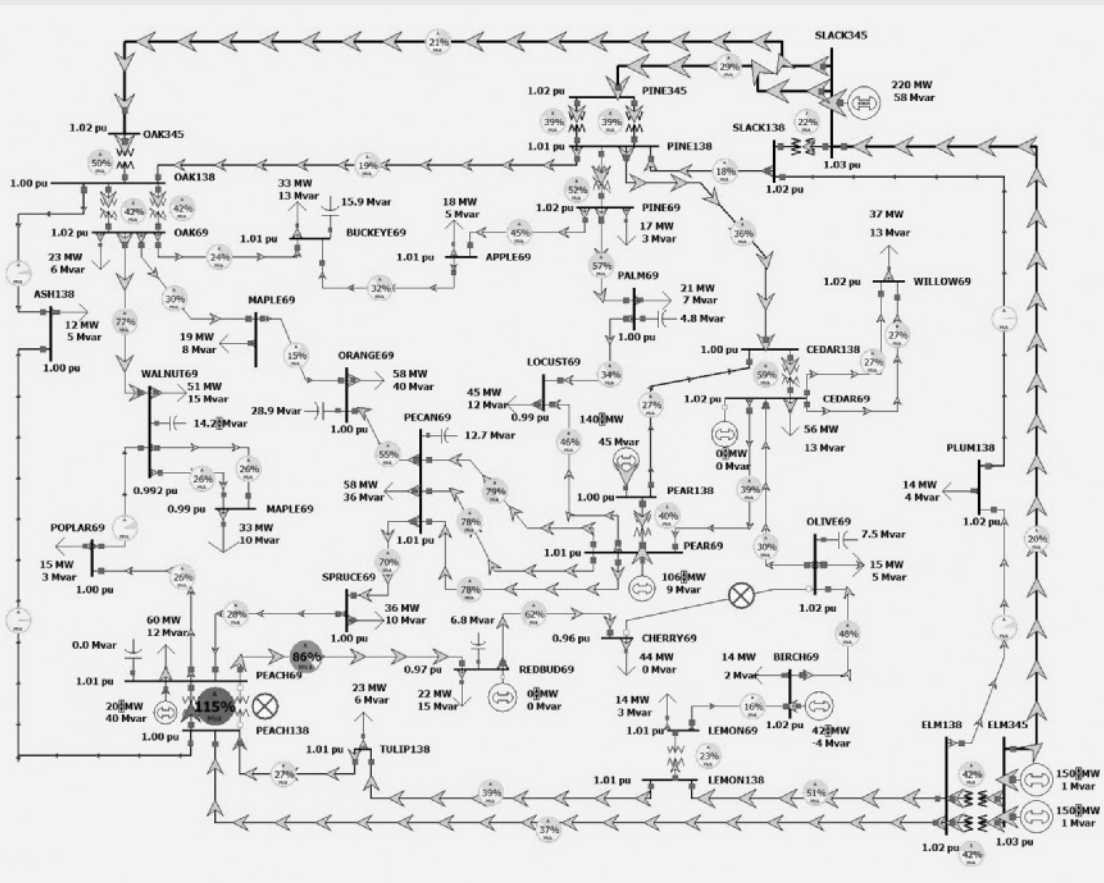 SLACK345
21%
29%
220 MW
58 Mvar
1.02 pu
PINE345
39%
39%
SLACK138
22%
1.02 pu
OAK345
1.01 pu
PINE138
1.03 pu
50%
19%
18%
1.00 pu
OAK138
33 MW
13 Mvar
15.9 Mvar
52%
1.02 pu
42%
42%
18 MW
5 Mvar
1.02 pu
PINE69
37 MW
13 Mvar
1.02 pu
OAK69
1.01 pu
BUCKEYE69
45%
17 MW
3 Mvar
36%
23 MW
6 Mvar
24%
1.01 pu
APPLE69
57%
PALM69
1.02 pu
WILLOW69
32%
21 MW
7 Mvar
ASH138
30%
MAPLE69
4.8 Mvar
12 MW
5 Mvar
77%
1.00 pu
27%
19 MW
8 Mvar
15%
ORANGE69
LOCUST69
1.00 pu
CEDAR138
1.00 pu
WALNUT69
58 MW
40 Mvar
34%
59%
27%
51 MW
15 Mvar
45 MW
12 Mvar
1.02 pu
CEDAR69
28.9 Mvar
PECAN69
0.99 pu
140 MW
27%
14.2 Mvar
1.00 pu
12.7 Mvar
46%
45 Mvar
56 MW
13 Mvar
0 MW
0 Mvar
PLUM138
55%
26%
26%
58 MW
36 Mvar
79%
1.00 pu
PEAR138
39%
14 MW
4 Mvar
0.992 pu
0.99 pu
MAPLE69
78%
40%
1.02 pu
POPLAR69
33 MW
10 Mvar
1.01 pu
1.01 pu
PEAR69
30%
OLIVE69
7.5 Mvar
20%
15 MW
3 Mvar
70%
15 MW
5 Mvar
1.00 pu
26%
SPRUCE69
78%
106 MW
9 Mvar
1.02 pu
60 MW
12 Mvar
28%
36 MW
10 Mvar
6.8 Mvar
62%
48%
0.0 Mvar
1.00 pu
0.96 pu
CHERRY69
86%
MVA
0.97 pu
REDBUD69
44 MW
0 Mvar
14 MW
2 Mvar
BIRCH69
1.01 pu
PEACH69
23 MW
6 Mvar
22 MW
15 Mvar
0 MW
0 Mvar
14 MW
3 Mvar
16%
20 MW
40 Mvar
115%
MVA
42 MW
-4 Mvar
1.00 pu
PEACH138
1.01 pu
LEMON69
1.02 pu
ELM138
ELM345
1.01 pu
TULIP138
23%
27%
1.01 pu
LEMON138
42%
150 MW
1 Mvar
39%
51%
37%
150 MW
1 Mvar
1.02 pu
42%
1.03 pu